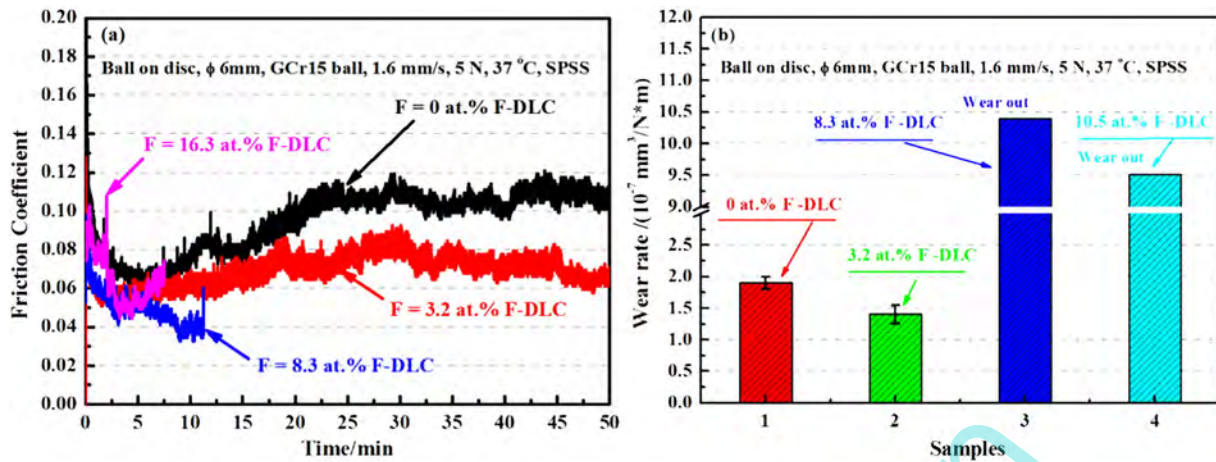 (a)
Ball on disc, ϕ 6mm, GCr15 ball, 1.6 mm/s, 5 N, 37 °C, SPSS
F = 0 at.% F-DLC
F = 16.3 at.% F-DLC
F = 3.2 at.% F-DLC
F = 8.3 at.% F-DLC
Friction Coefficient
0.20
0.18
0.16
0.14
0.12
0.10
0.08
0.06
0.04
0.02
0.00
0 5 10 15 20 25 30 35 40 45 50
Time/min
(b)
Ball on disc, ϕ 6mm, GCr15 ball, 1.6 mm/s, 5 N, 37 °C, SPSS
Wear out
8.3 at.% F -DLC
10.5 at.% F-DLC
Wear out
0 at.% F-DLC
3.2 at.% F -DLC
Wear rate /(10⁻⁷ mm³/N*m)
12.0
11.5
11.0
10.5
10.0
9.5
9.0
2.5
2.0
1.5
1.0
0.5
0.0
1 2 3 4
Samples